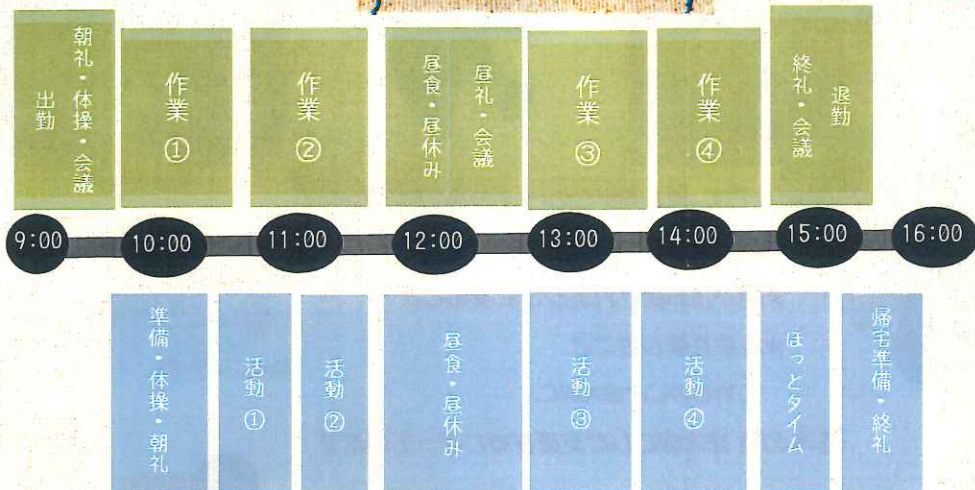 出勤
朝礼・体操・会議
作業①
作業②
昼食・昼休み
昼礼・会議
作業③
作業④
終礼・会議
退勤
9:00
10:00
11:00
12:00
13:00
14:00
15:00
16:00
準備・体操・朝礼
活動①
活動②
昼食・昼休み
活動③
活動④
ほっとタイム
帰宅準備・終礼